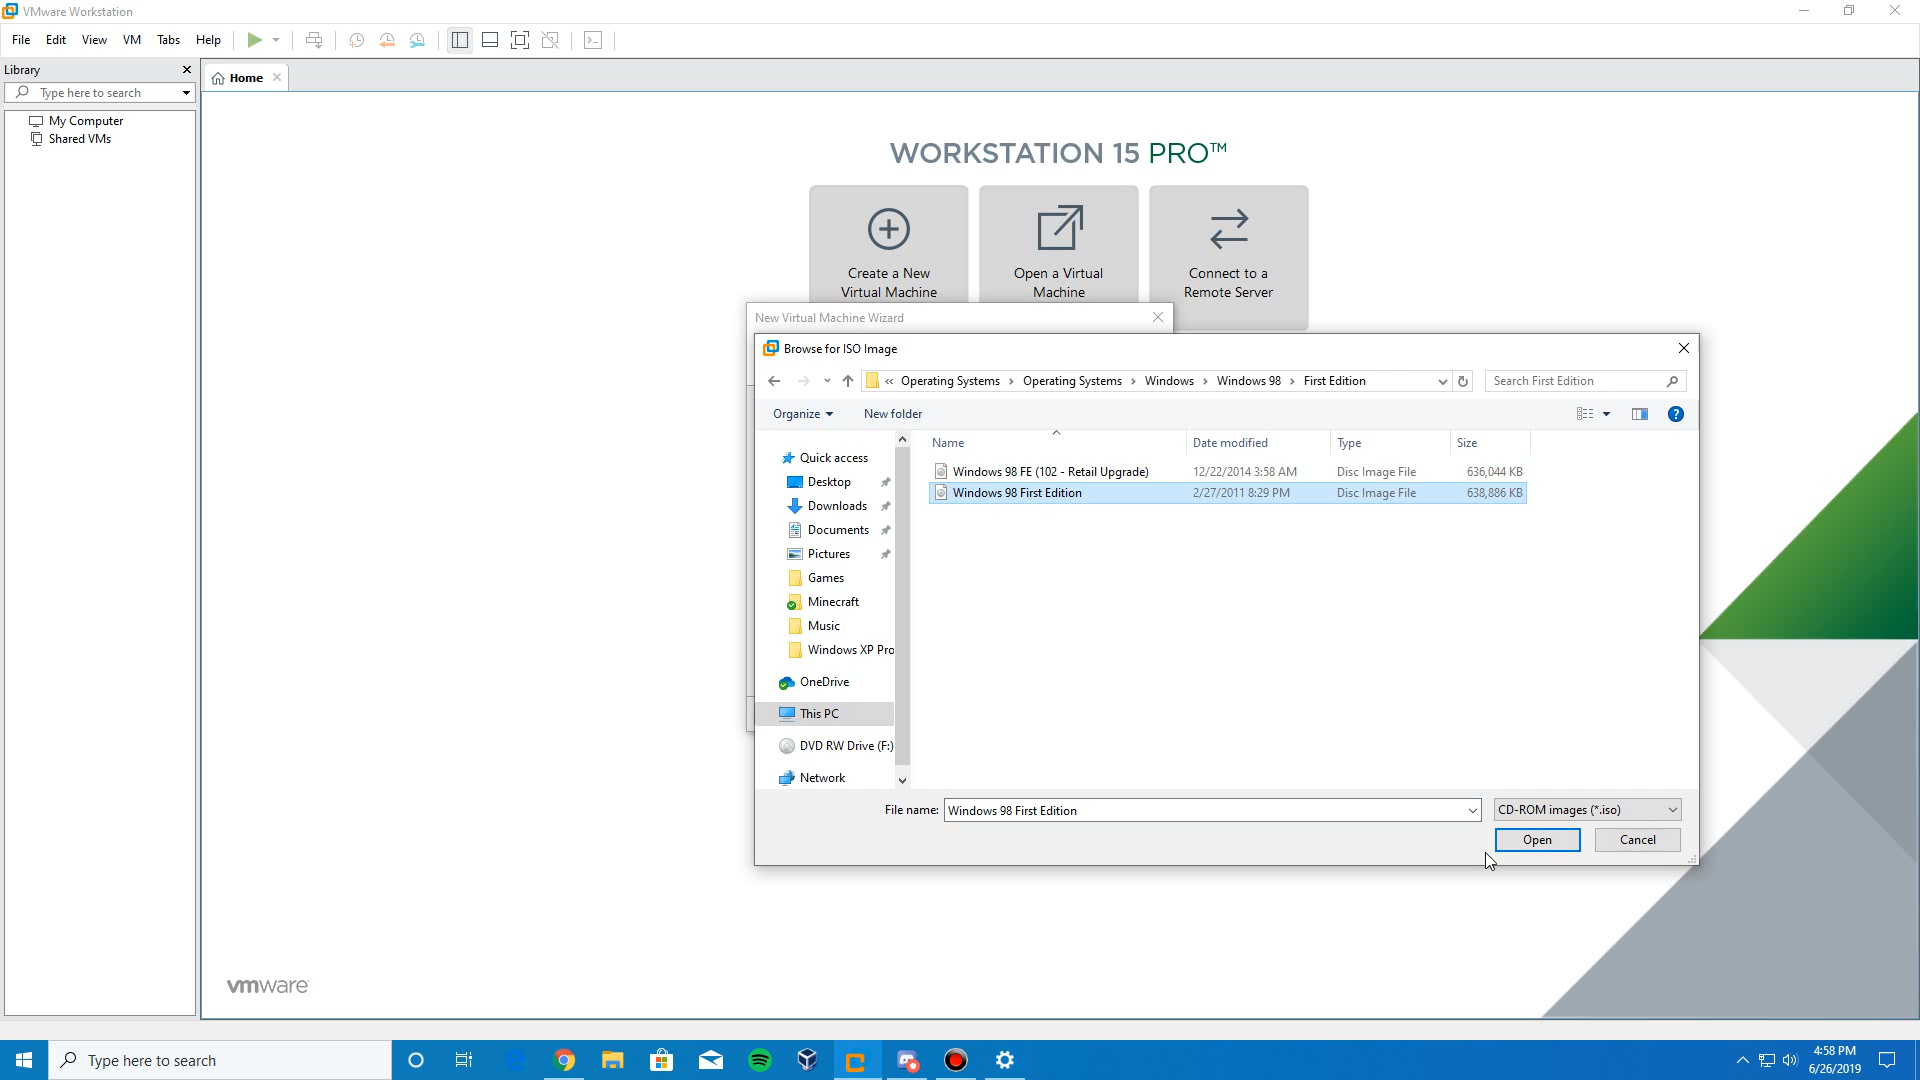 VMware Workstation
File Edit View VM Tabs Help
Library
Home
Type here to search
My Computer
Shared VMs
WORKSTATION 15 PRO™
Create a New
Virtual Machine
Open a Virtual
Machine
Connect to a
Remote Server
New Virtual Machine Wizard
Browse for ISO Image
« Operating Systems › Operating Systems › Windows › Windows 98 › First Edition
Search First Edition
Organize New folder
Name Date modified Type Size
Windows 98 FE (102 - Retail Upgrade) 12/22/2014 3:58 AM Disc Image File 636,044 KB
Windows 98 First Edition 2/27/2011 8:29 PM Disc Image File 638,886 KB
Quick access
Desktop
Downloads
Documents
Pictures
Games
Minecraft
Music
Windows XP Pro
OneDrive
This PC
DVD RW Drive (F:)
Network
File name: Windows 98 First Edition CD-ROM images (*.iso)
Open Cancel
vmware
Type here to search
4:58 PM
6/26/2019